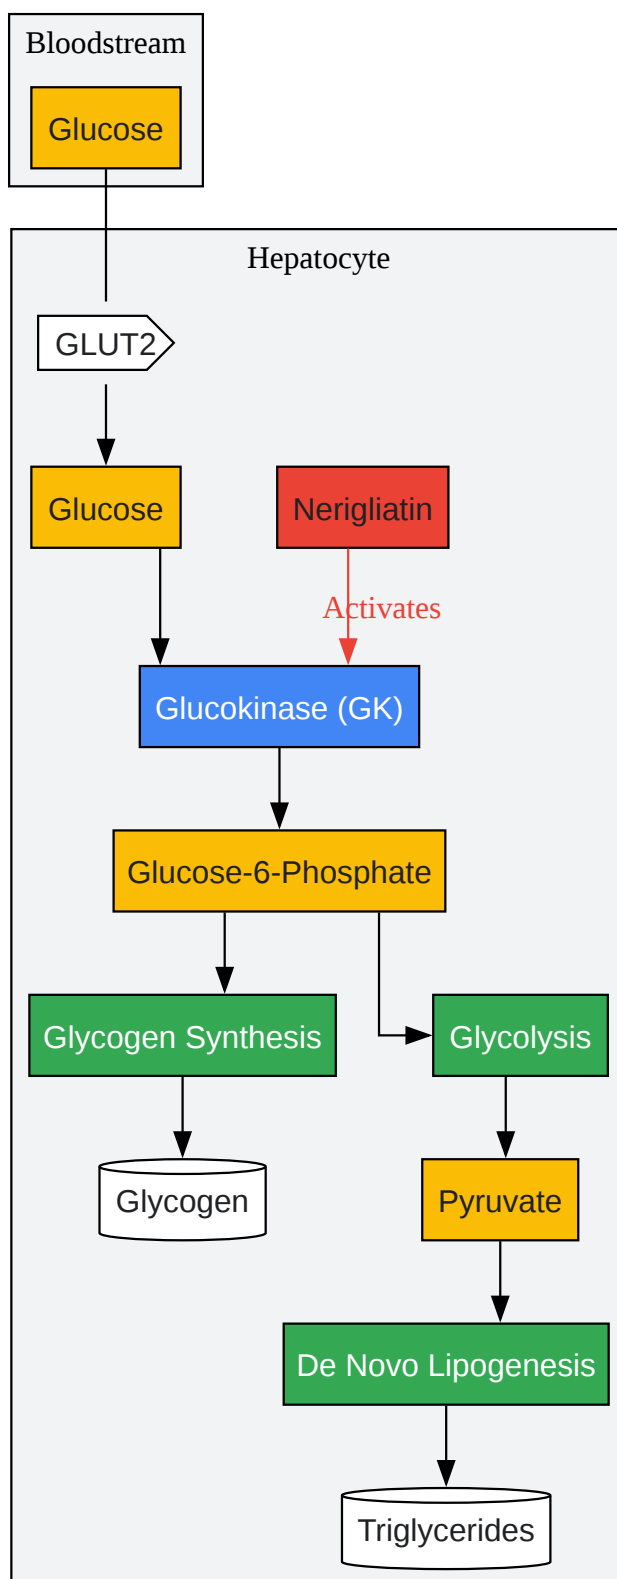 Bloodstream
Glucose
Hepatocyte
GLUT2
Glucose
Nerigliatin
Activates
Glucokinase (GK)
Glucose-6-Phosphate
Glycogen Synthesis
Glycolysis
Glycogen
Pyruvate
De Novo Lipogenesis
Triglycerides